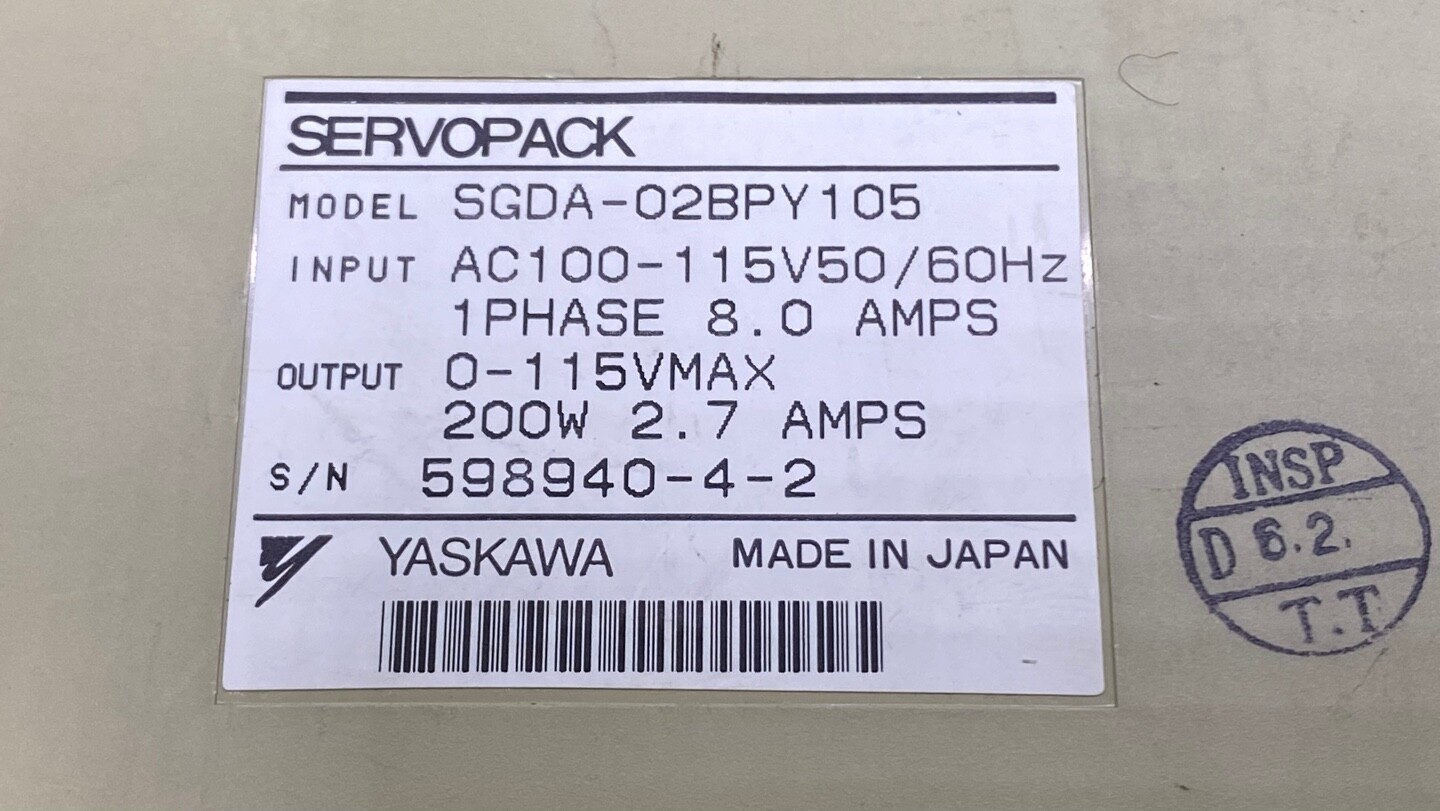 SERVOPACK
MODEL SGDA-02BPY105
INPUT AC100-115V50/60Hz
1PHASE 8.0 AMPS
OUTPUT 0-115VMAX
200W 2.7 AMPS
S/N 598940-4-2
YASKAWA MADE IN JAPAN
INSP
D 6.2.
T.T